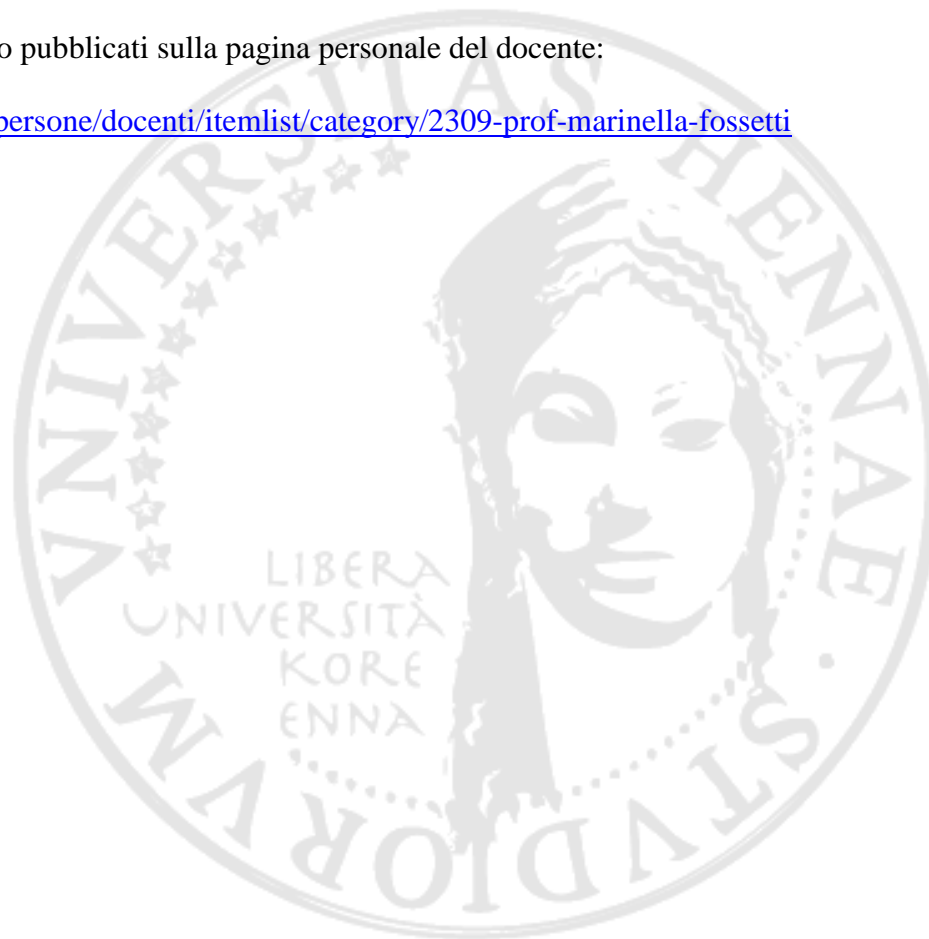 o pubblicati sulla pagina personale del docente:
persone/docenti/itemlist/category/2309-prof-marinella-fossetti
VNIVERSITAS HENNAE · STVDIORVM
LIBERA
UNIVERSITÀ
KORE
ENNA